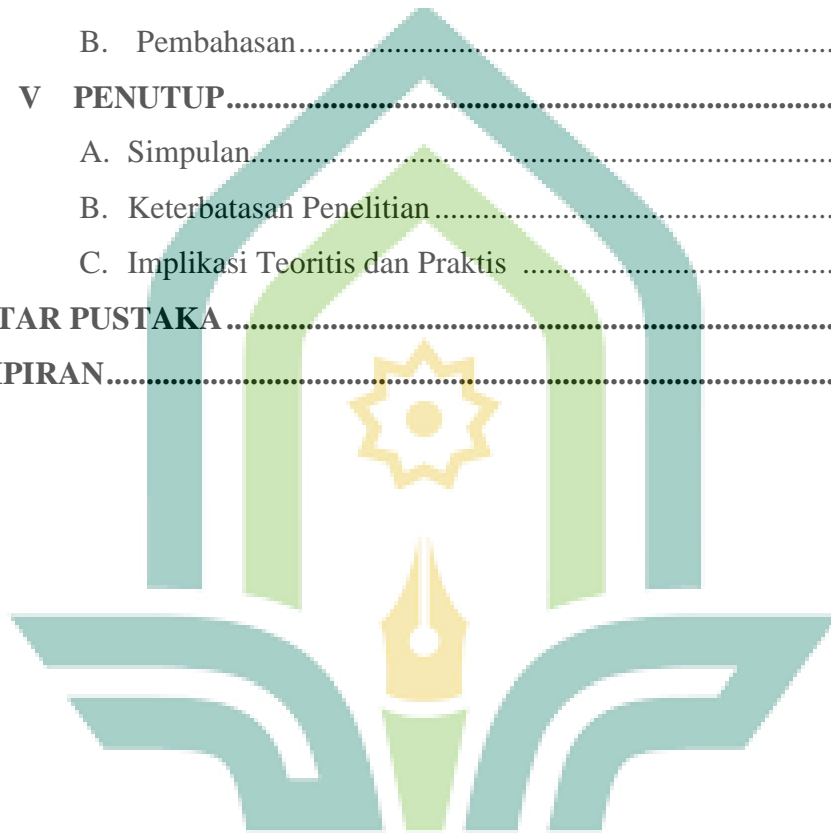 B. Pembahasan..............................................................
V PENUTUP..............................................................
A. Simpulan..............................................................
B. Keterbatasan Penelitian..............................................................
C. Implikasi Teoritis dan Praktis ..............................................................
TAR PUSTAKA..............................................................
PIRAN..............................................................